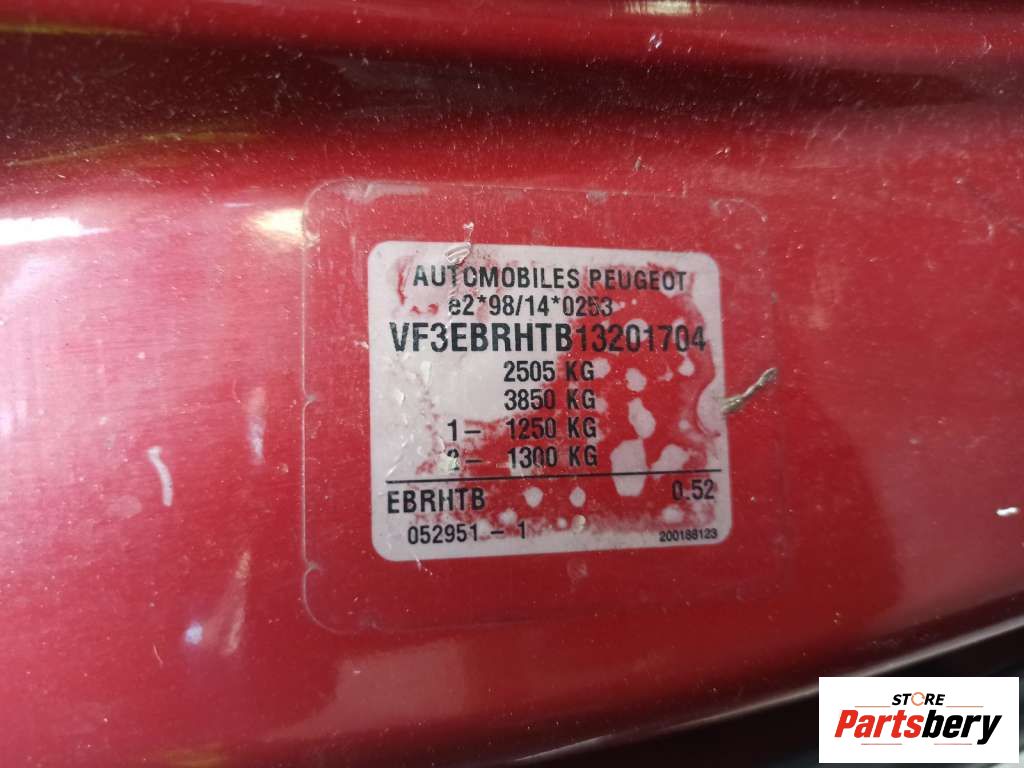 AUTOMOBILES PEUGEOT
e2*98/14*0253
VF3EBRHTB13201704
2505 KG
3850 KG
1- 1250 KG
2- 1300 KG
EBRHTB 0.52
052951 - 1 200188123
STORE
Partsbery